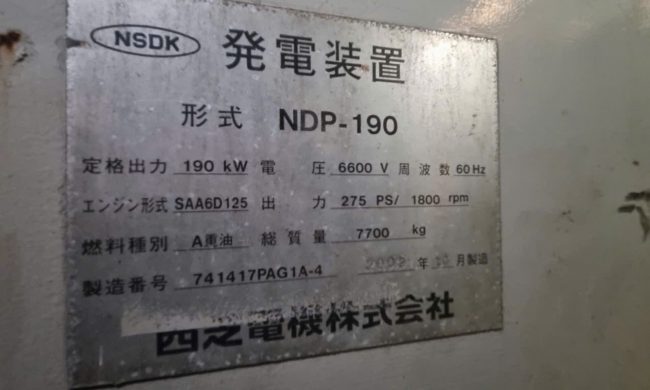 NSDK 発電装置
形式 NDP-190
定格出力 190 kW 電圧 6600 V 周波数 60Hz
エンジン形式 SAA6D125 出力 275 PS/ 1800 rpm
燃料種別 A重油 総質量 7700 kg
製造番号 741417PAG1A-4 年 月製造
西芝電機株式会社